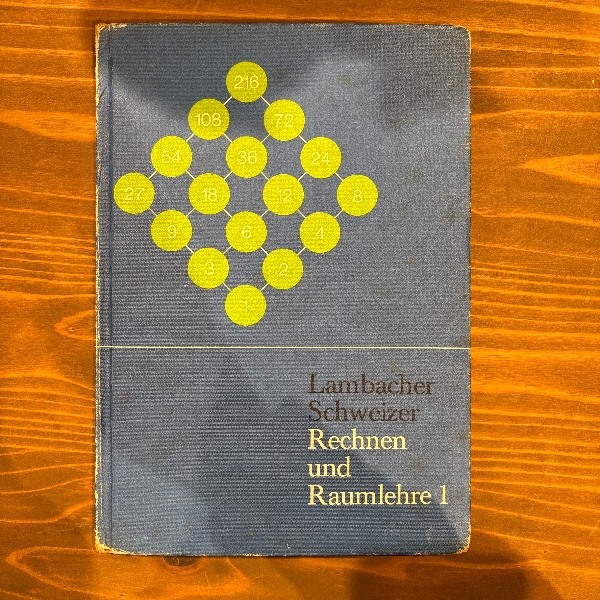 216
108 72
54 36 24
27 18 12 8
9 6 4
3 2
1
Lambacher
Schweizer
Rechnen
und
Raumlehre 1